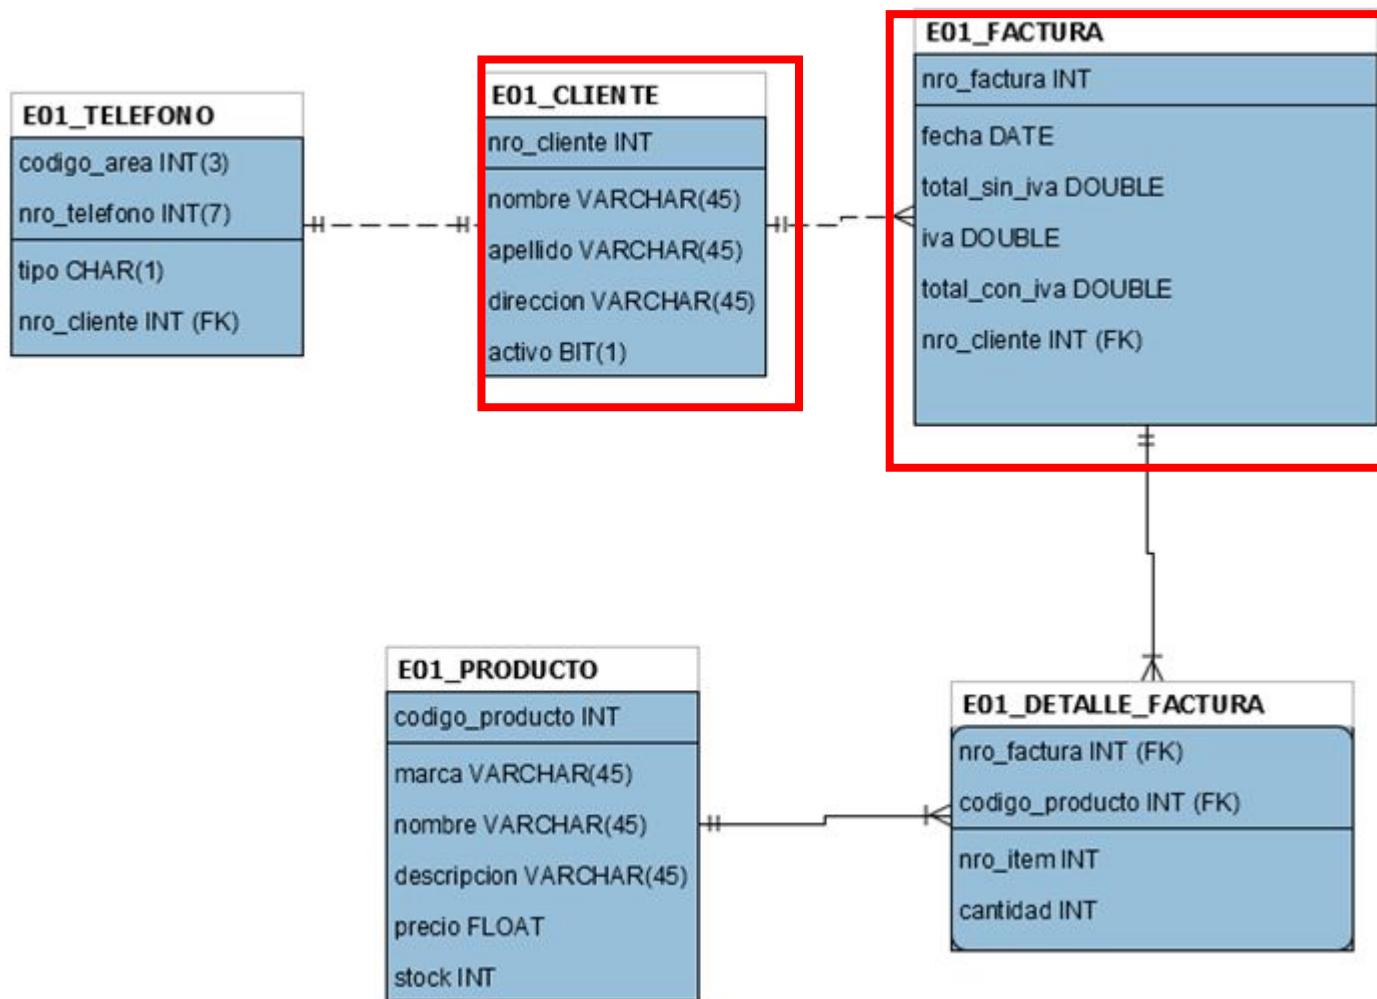 E01_TELEFONO
codigo_area INT(3)
nro_telefono INT(7)
tipo CHAR(1)
nro_cliente INT (FK)
E01_CLIENTE
nro_cliente INT
nombre VARCHAR(45)
apellido VARCHAR(45)
direccion VARCHAR(45)
activo BIT(1)
E01_FACTURA
nro_factura INT
fecha DATE
total_sin_iva DOUBLE
iva DOUBLE
total_con_iva DOUBLE
nro_cliente INT (FK)
E01_PRODUCTO
codigo_producto INT
marca VARCHAR(45)
nombre VARCHAR(45)
descripcion VARCHAR(45)
precio FLOAT
stock INT
E01_DETALLE_FACTURA
nro_factura INT (FK)
codigo_producto INT (FK)
nro_item INT
cantidad INT